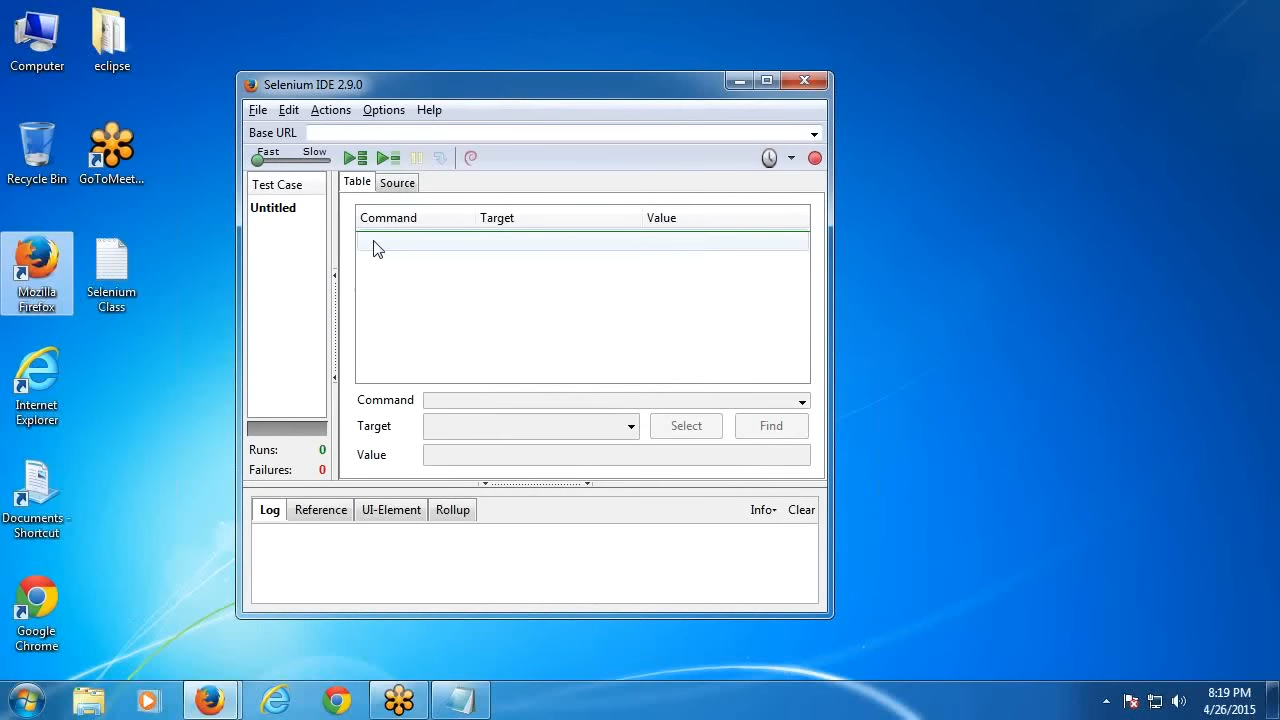 Computer
eclipse
Recycle Bin
GoToMeet...
Mozilla
Firefox
Selenium
Class
Internet
Explorer
Documents -
Shortcut
Google
Chrome
Selenium IDE 2.9.0
File Edit Actions Options Help
Base URL
Fast Slow
Test Case
Untitled
Runs: 0
Failures: 0
Table Source
Command Target Value
Command
Target Select Find
Value
Log Reference UI-Element Rollup Info Clear
8:19 PM
4/26/2015